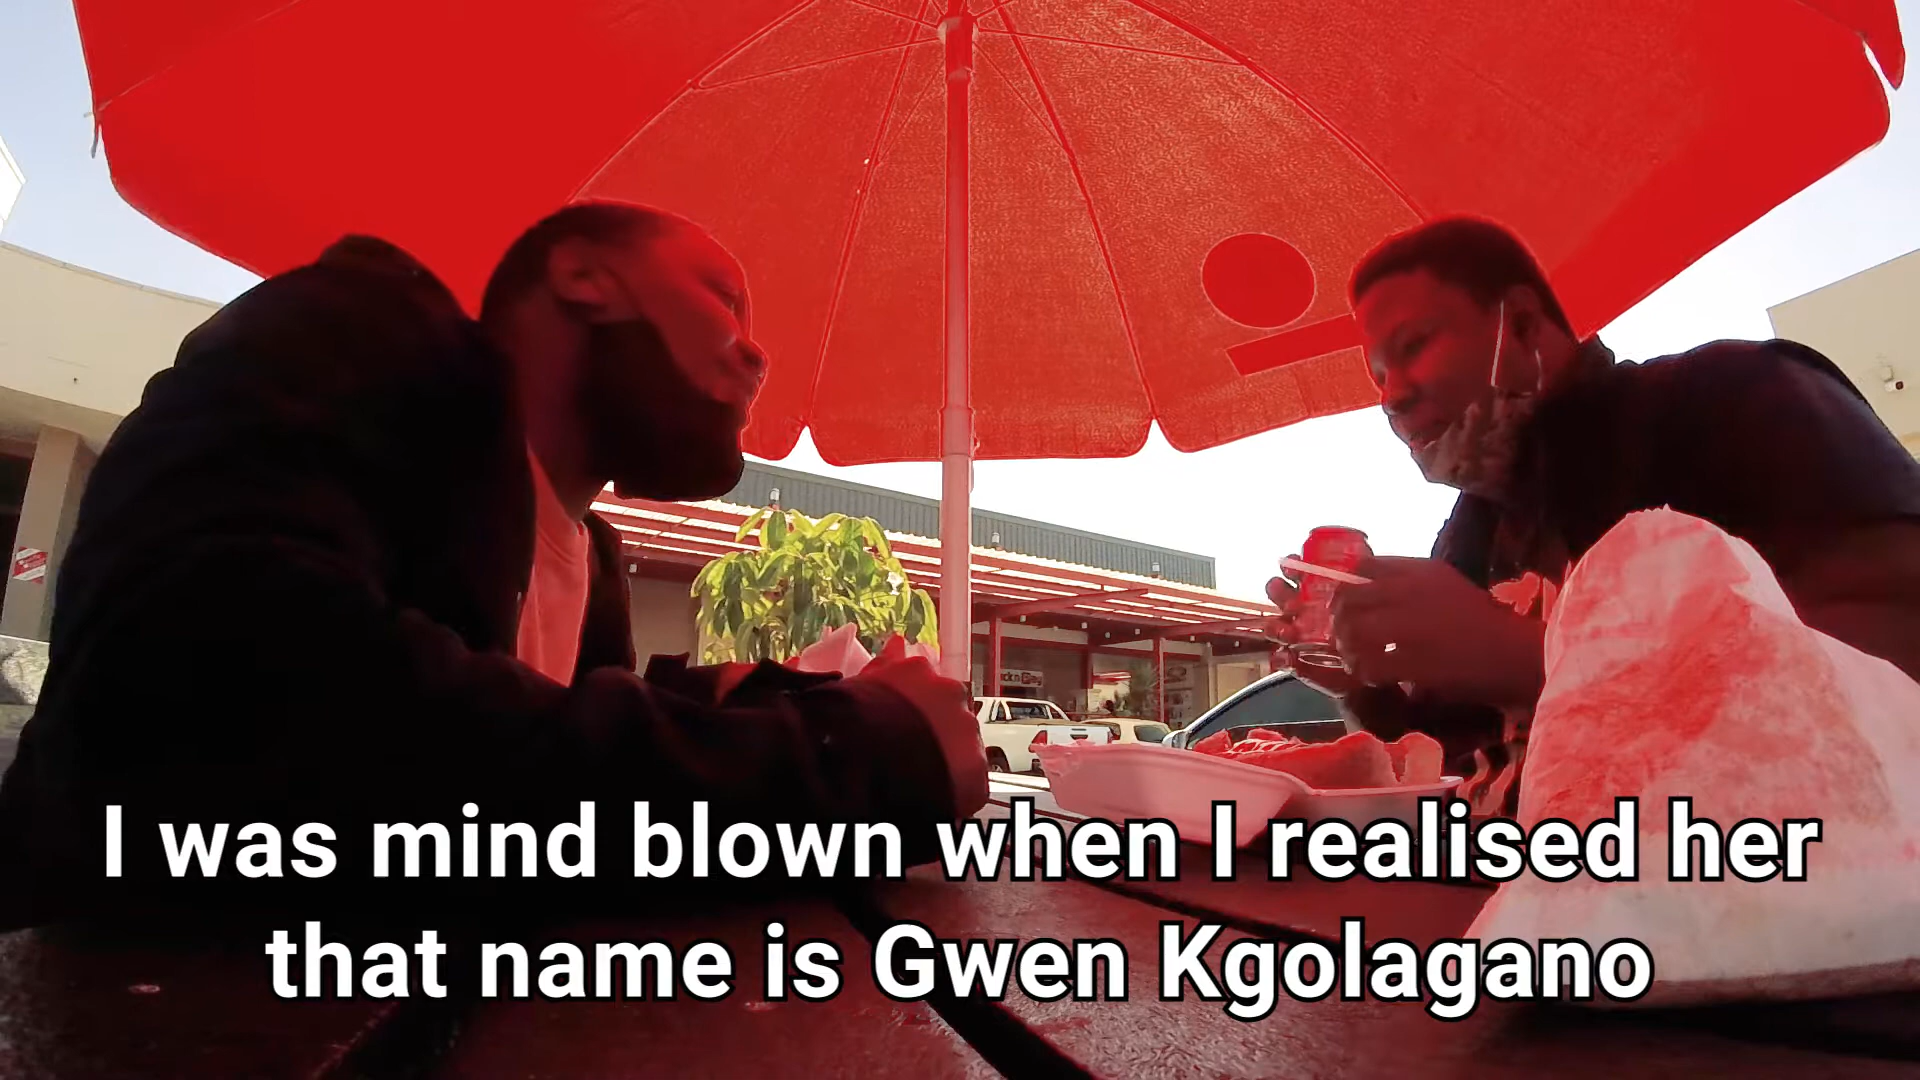 I was mind blown when I realised her
that name is Gwen Kgolagano